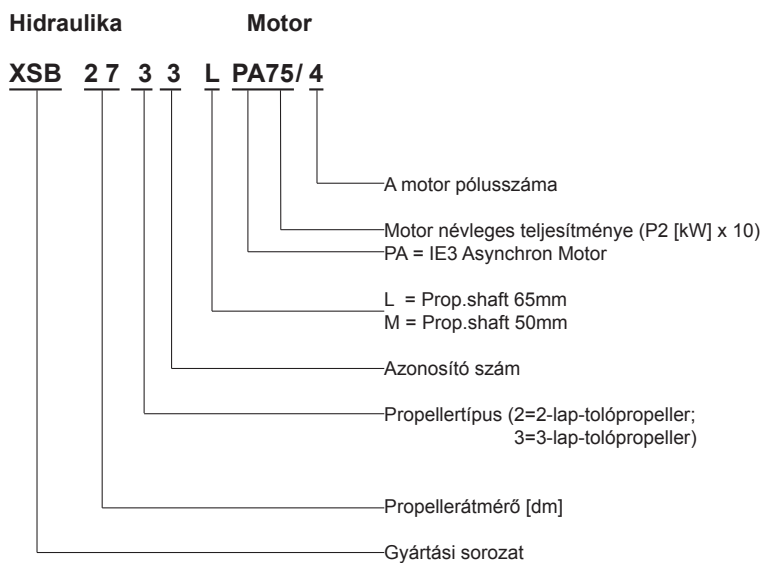 Hidraulika Motor
XSB 27 3 3 L PA75/ 4
A motor pólusszáma
Motor névleges teljesítménye (P2 [kW] x 10)
PA = IE3 Asynchron Motor
L = Prop.shaft 65mm
M = Prop.shaft 50mm
Azonosító szám
Propellertípus (2=2-lap-tolópropeller;
3=3-lap-tolópropeller)
Propellerátmérő [dm]
Gyártási sorozat